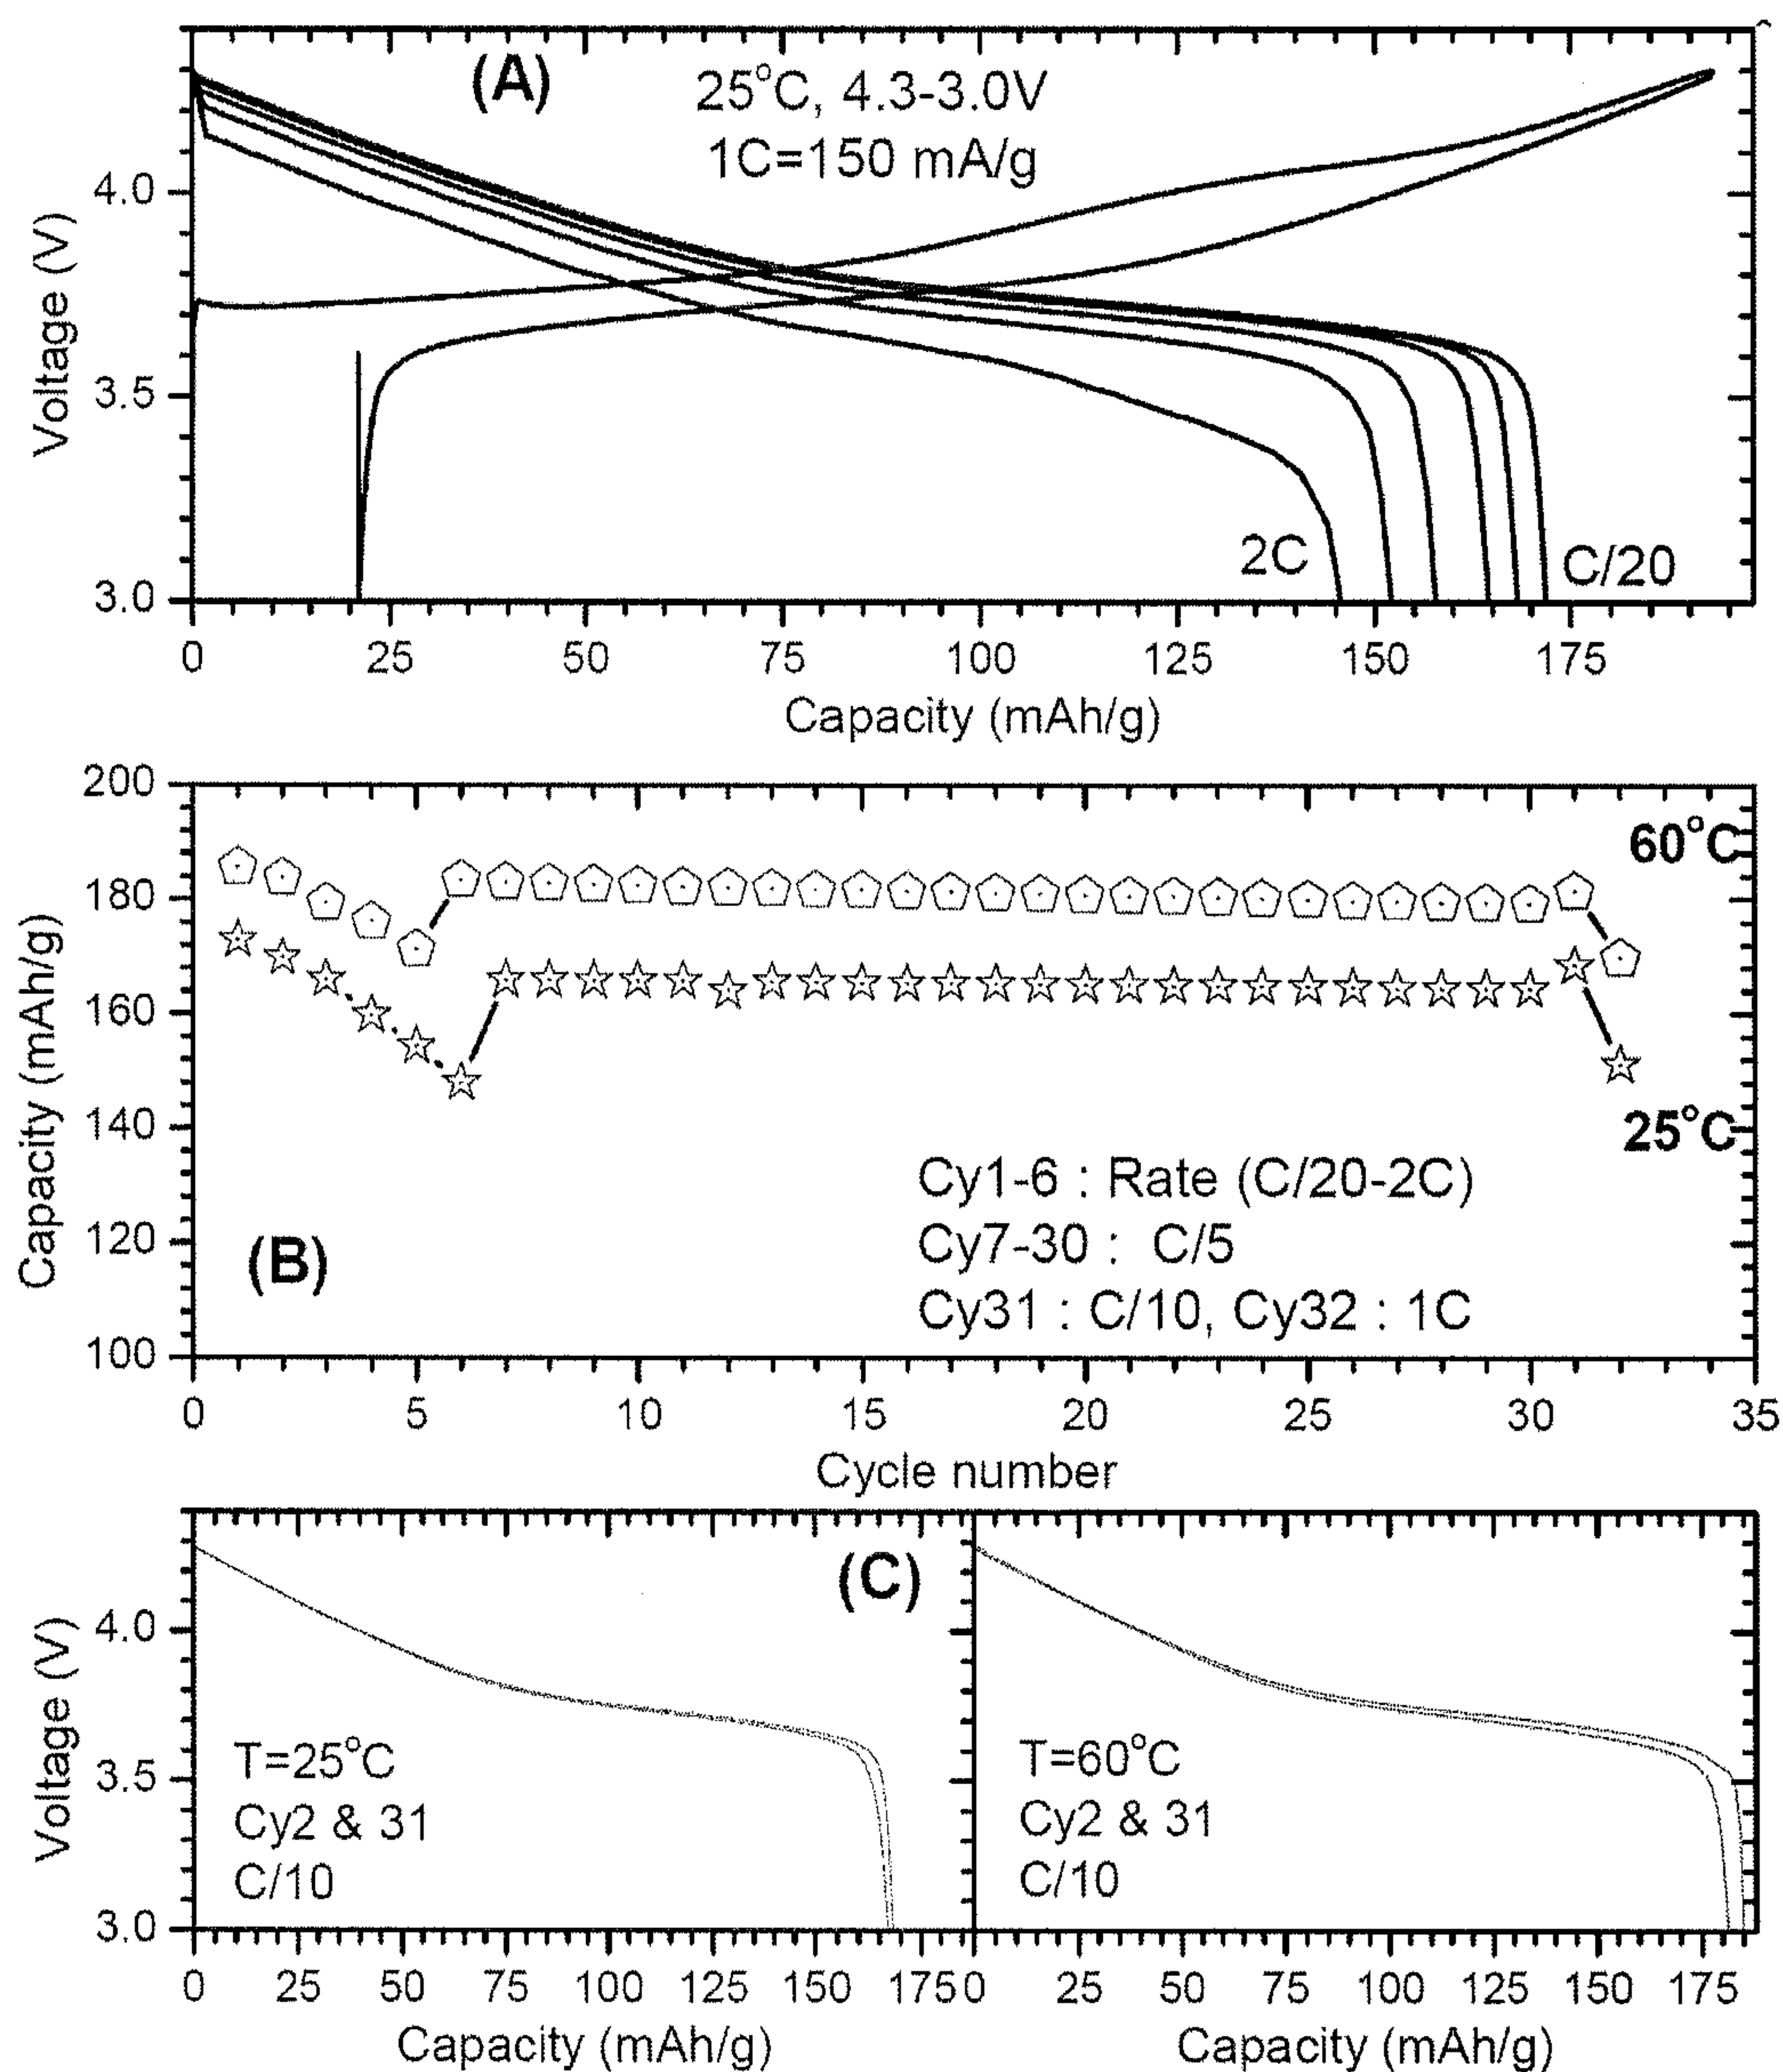 (A)
25°C, 4.3-3.0V
1C=150 mA/g
Voltage (V)
4.0
3.5
3.0
2C
C/20
0 25 50 75 100 125 150 175
Capacity (mAh/g)
Capacity (mAh/g)
200
180
160
140
120
100
60°C
25°C
Cy1-6 : Rate (C/20-2C)
Cy7-30 : C/5
Cy31 : C/10, Cy32 : 1C
(B)
0 5 10 15 20 25 30 35
Cycle number
(C)
Voltage (V)
4.0
3.5
3.0
T=25°C
Cy2 & 31
C/10
T=60°C
Cy2 & 31
C/10
0 25 50 75 100 125 150 175 0 25 50 75 100 125 150 175
Capacity (mAh/g) Capacity (mAh/g)